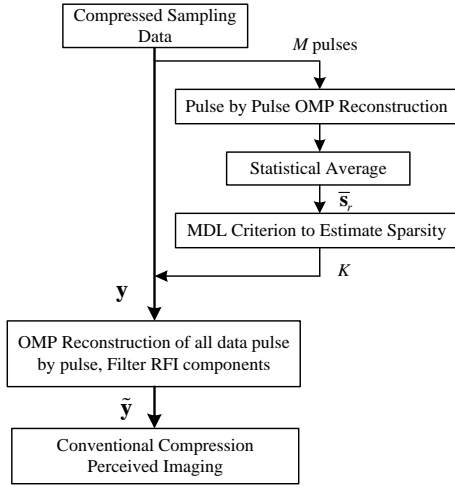 Compressed Sampling
Data
M pulses
Pulse by Pulse OMP Reconstruction
Statistical Average
s̄r
MDL Criterion to Estimate Sparsity
K
y
OMP Reconstruction of all data pulse
by pulse, Filter RFI components
ỹ
Conventional Compression
Perceived Imaging